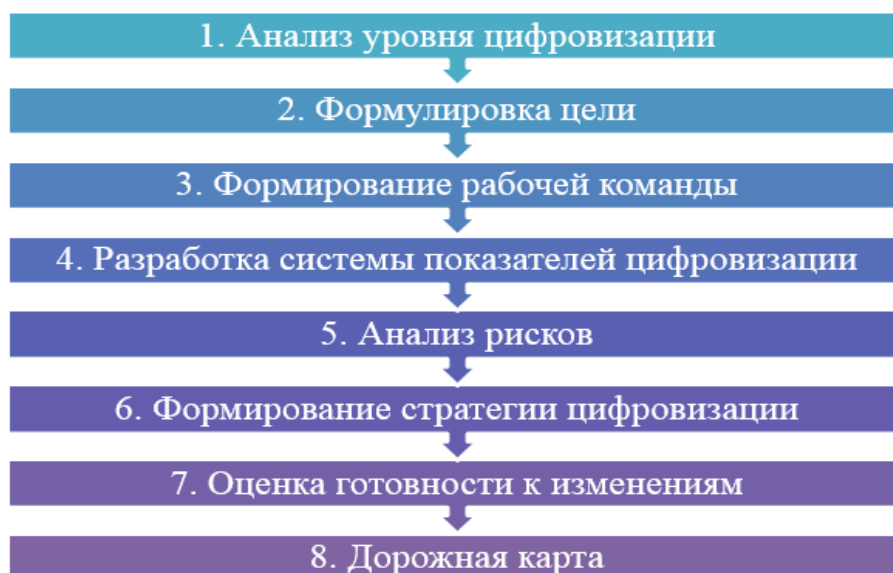 1. Анализ уровня цифровизации
2. Формулировка цели
3. Формирование рабочей команды
4. Разработка системы показателей цифровизации
5. Анализ рисков
6. Формирование стратегии цифровизации
7. Оценка готовности к изменениям
8. Дорожная карта